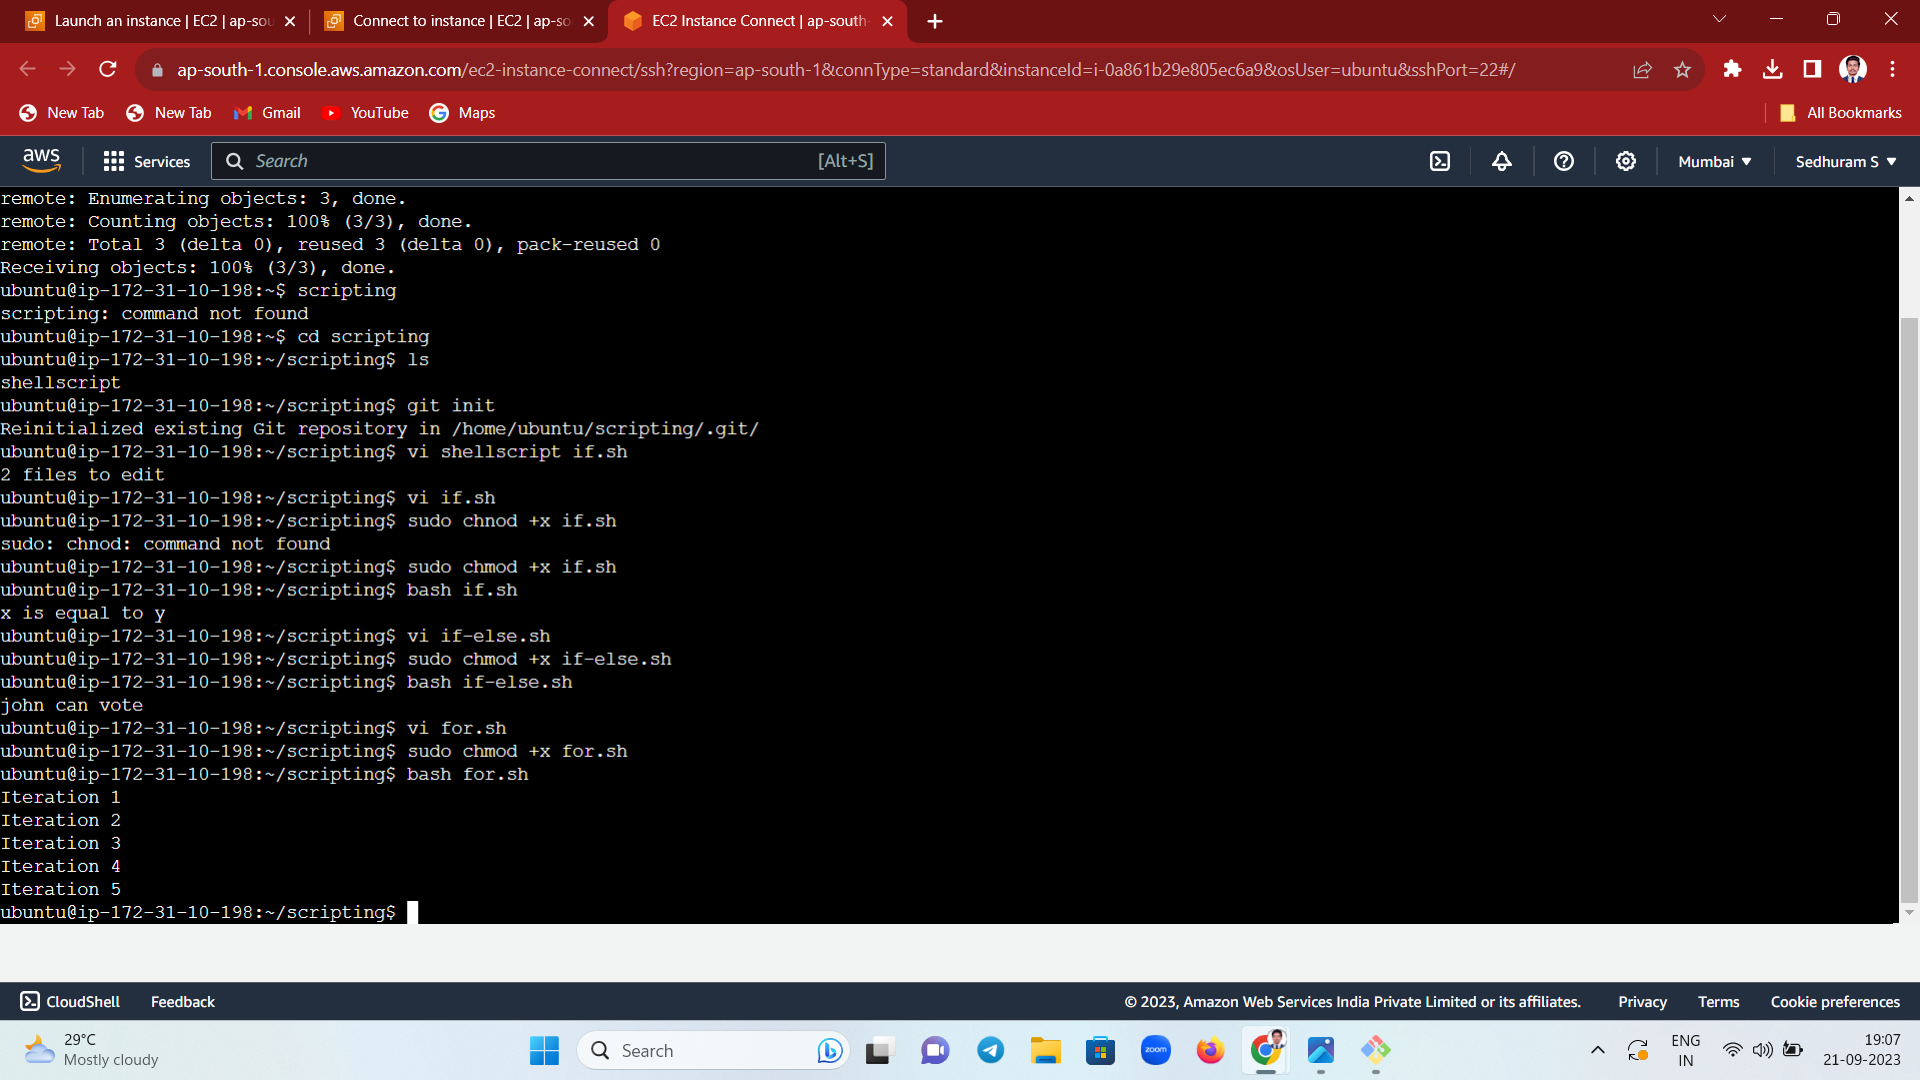 Launch an instance | EC2 | ap-sou
Connect to instance | EC2 | ap-so
EC2 Instance Connect | ap-south-
ap-south-1.console.aws.amazon.com/ec2-instance-connect/ssh?region=ap-south-1&connType=standard&instanceId=i-0a861b29e805ec6a9&osUser=ubuntu&sshPort=22#/
New Tab
New Tab
Gmail
YouTube
Maps
All Bookmarks
aws
Services
Search
[Alt+S]
Mumbai
Sedhuram S
remote: Enumerating objects: 3, done.
remote: Counting objects: 100% (3/3), done.
remote: Total 3 (delta 0), reused 3 (delta 0), pack-reused 0
Receiving objects: 100% (3/3), done.
ubuntu@ip-172-31-10-198:~$ scripting
scripting: command not found
ubuntu@ip-172-31-10-198:~$ cd scripting
ubuntu@ip-172-31-10-198:~/scripting$ ls
shellscript
ubuntu@ip-172-31-10-198:~/scripting$ git init
Reinitialized existing Git repository in /home/ubuntu/scripting/.git/
ubuntu@ip-172-31-10-198:~/scripting$ vi shellscript if.sh
2 files to edit
ubuntu@ip-172-31-10-198:~/scripting$ vi if.sh
ubuntu@ip-172-31-10-198:~/scripting$ sudo chnod +x if.sh
sudo: chnod: command not found
ubuntu@ip-172-31-10-198:~/scripting$ sudo chmod +x if.sh
ubuntu@ip-172-31-10-198:~/scripting$ bash if.sh
x is equal to y
ubuntu@ip-172-31-10-198:~/scripting$ vi if-else.sh
ubuntu@ip-172-31-10-198:~/scripting$ sudo chmod +x if-else.sh
ubuntu@ip-172-31-10-198:~/scripting$ bash if-else.sh
john can vote
ubuntu@ip-172-31-10-198:~/scripting$ vi for.sh
ubuntu@ip-172-31-10-198:~/scripting$ sudo chmod +x for.sh
ubuntu@ip-172-31-10-198:~/scripting$ bash for.sh
Iteration 1
Iteration 2
Iteration 3
Iteration 4
Iteration 5
ubuntu@ip-172-31-10-198:~/scripting$
CloudShell
Feedback
© 2023, Amazon Web Services India Private Limited or its affiliates.
Privacy
Terms
Cookie preferences
29°C
Mostly cloudy
Search
zoom
ENG
IN
19:07
21-09-2023